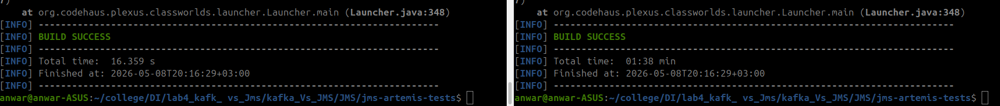 7)
    at org.codehaus.plexus.classworlds.launcher.Launcher.main (Launcher.java:348)
[INFO] ------------------------------------------------------------------------
[INFO] BUILD SUCCESS
[INFO] ------------------------------------------------------------------------
[INFO] Total time:  16.359 s
[INFO] Finished at: 2026-05-08T20:16:29+03:00
[INFO] ------------------------------------------------------------------------
anwar@anwar-ASUS:~/college/DI/lab4_kafk_ vs_Jms/kafka_Vs_JMS/JMS/jms-artemis-tests$
7)
    at org.codehaus.plexus.classworlds.launcher.Launcher.main (Launcher.java:348)
[INFO] ------------------------------------------------------------------------
[INFO] BUILD SUCCESS
[INFO] ------------------------------------------------------------------------
[INFO] Total time:  01:38 min
[INFO] Finished at: 2026-05-08T20:16:29+03:00
[INFO] ------------------------------------------------------------------------
anwar@anwar-ASUS:~/college/DI/lab4_kafk_ vs_Jms/kafka_Vs_JMS/JMS/jms-artemis-tests$